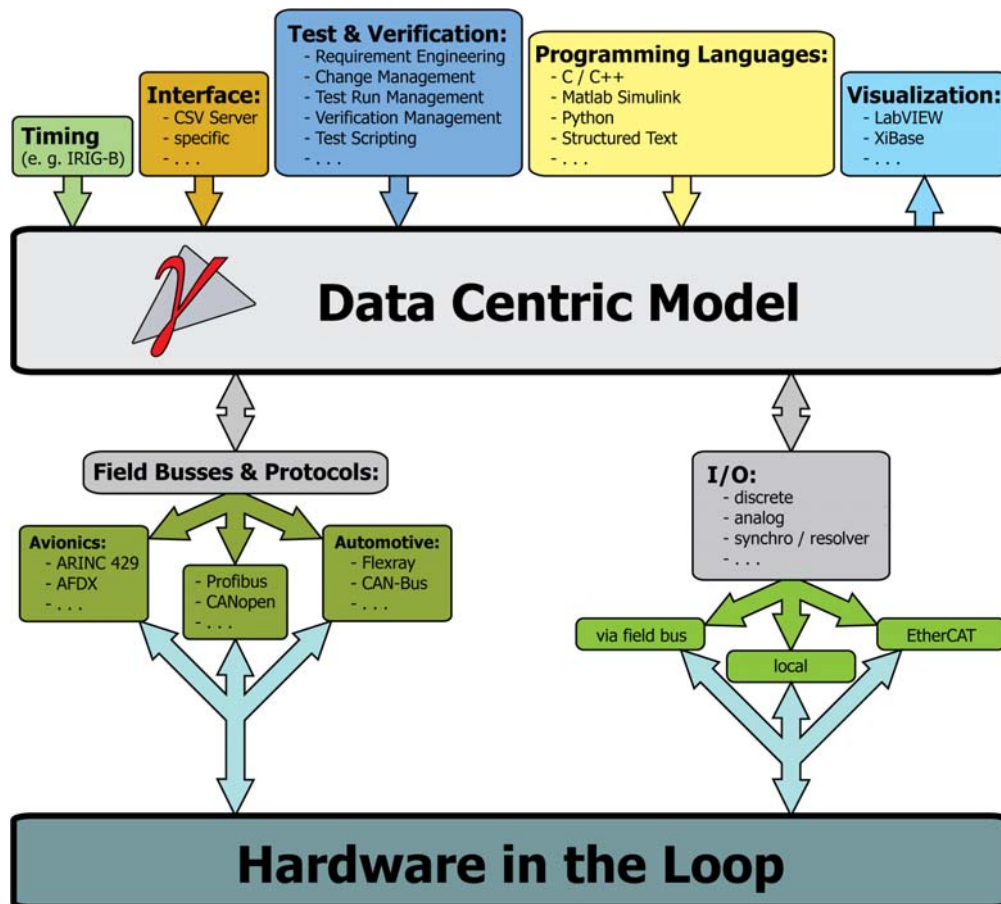 Timing
(e. g. IRIG-B)
Interface:
- CSV Server
- specific
- . . .
Test & Verification:
- Requirement Engineering
- Change Management
- Test Run Management
- Verification Management
- Test Scripting
- . . .
Programming Languages:
- C / C++
- Matlab Simulink
- Python
- Structured Text
- . . .
Visualization:
- LabVIEW
- XiBase
- . . .
γ
Data Centric Model
Field Busses & Protocols:
Avionics:
- ARINC 429
- AFDX
- . . .
- Profibus
- CANopen
- . . .
Automotive:
- Flexray
- CAN-Bus
- . . .
I/O:
- discrete
- analog
- synchro / resolver
- . . .
via field bus
local
EtherCAT
Hardware in the Loop